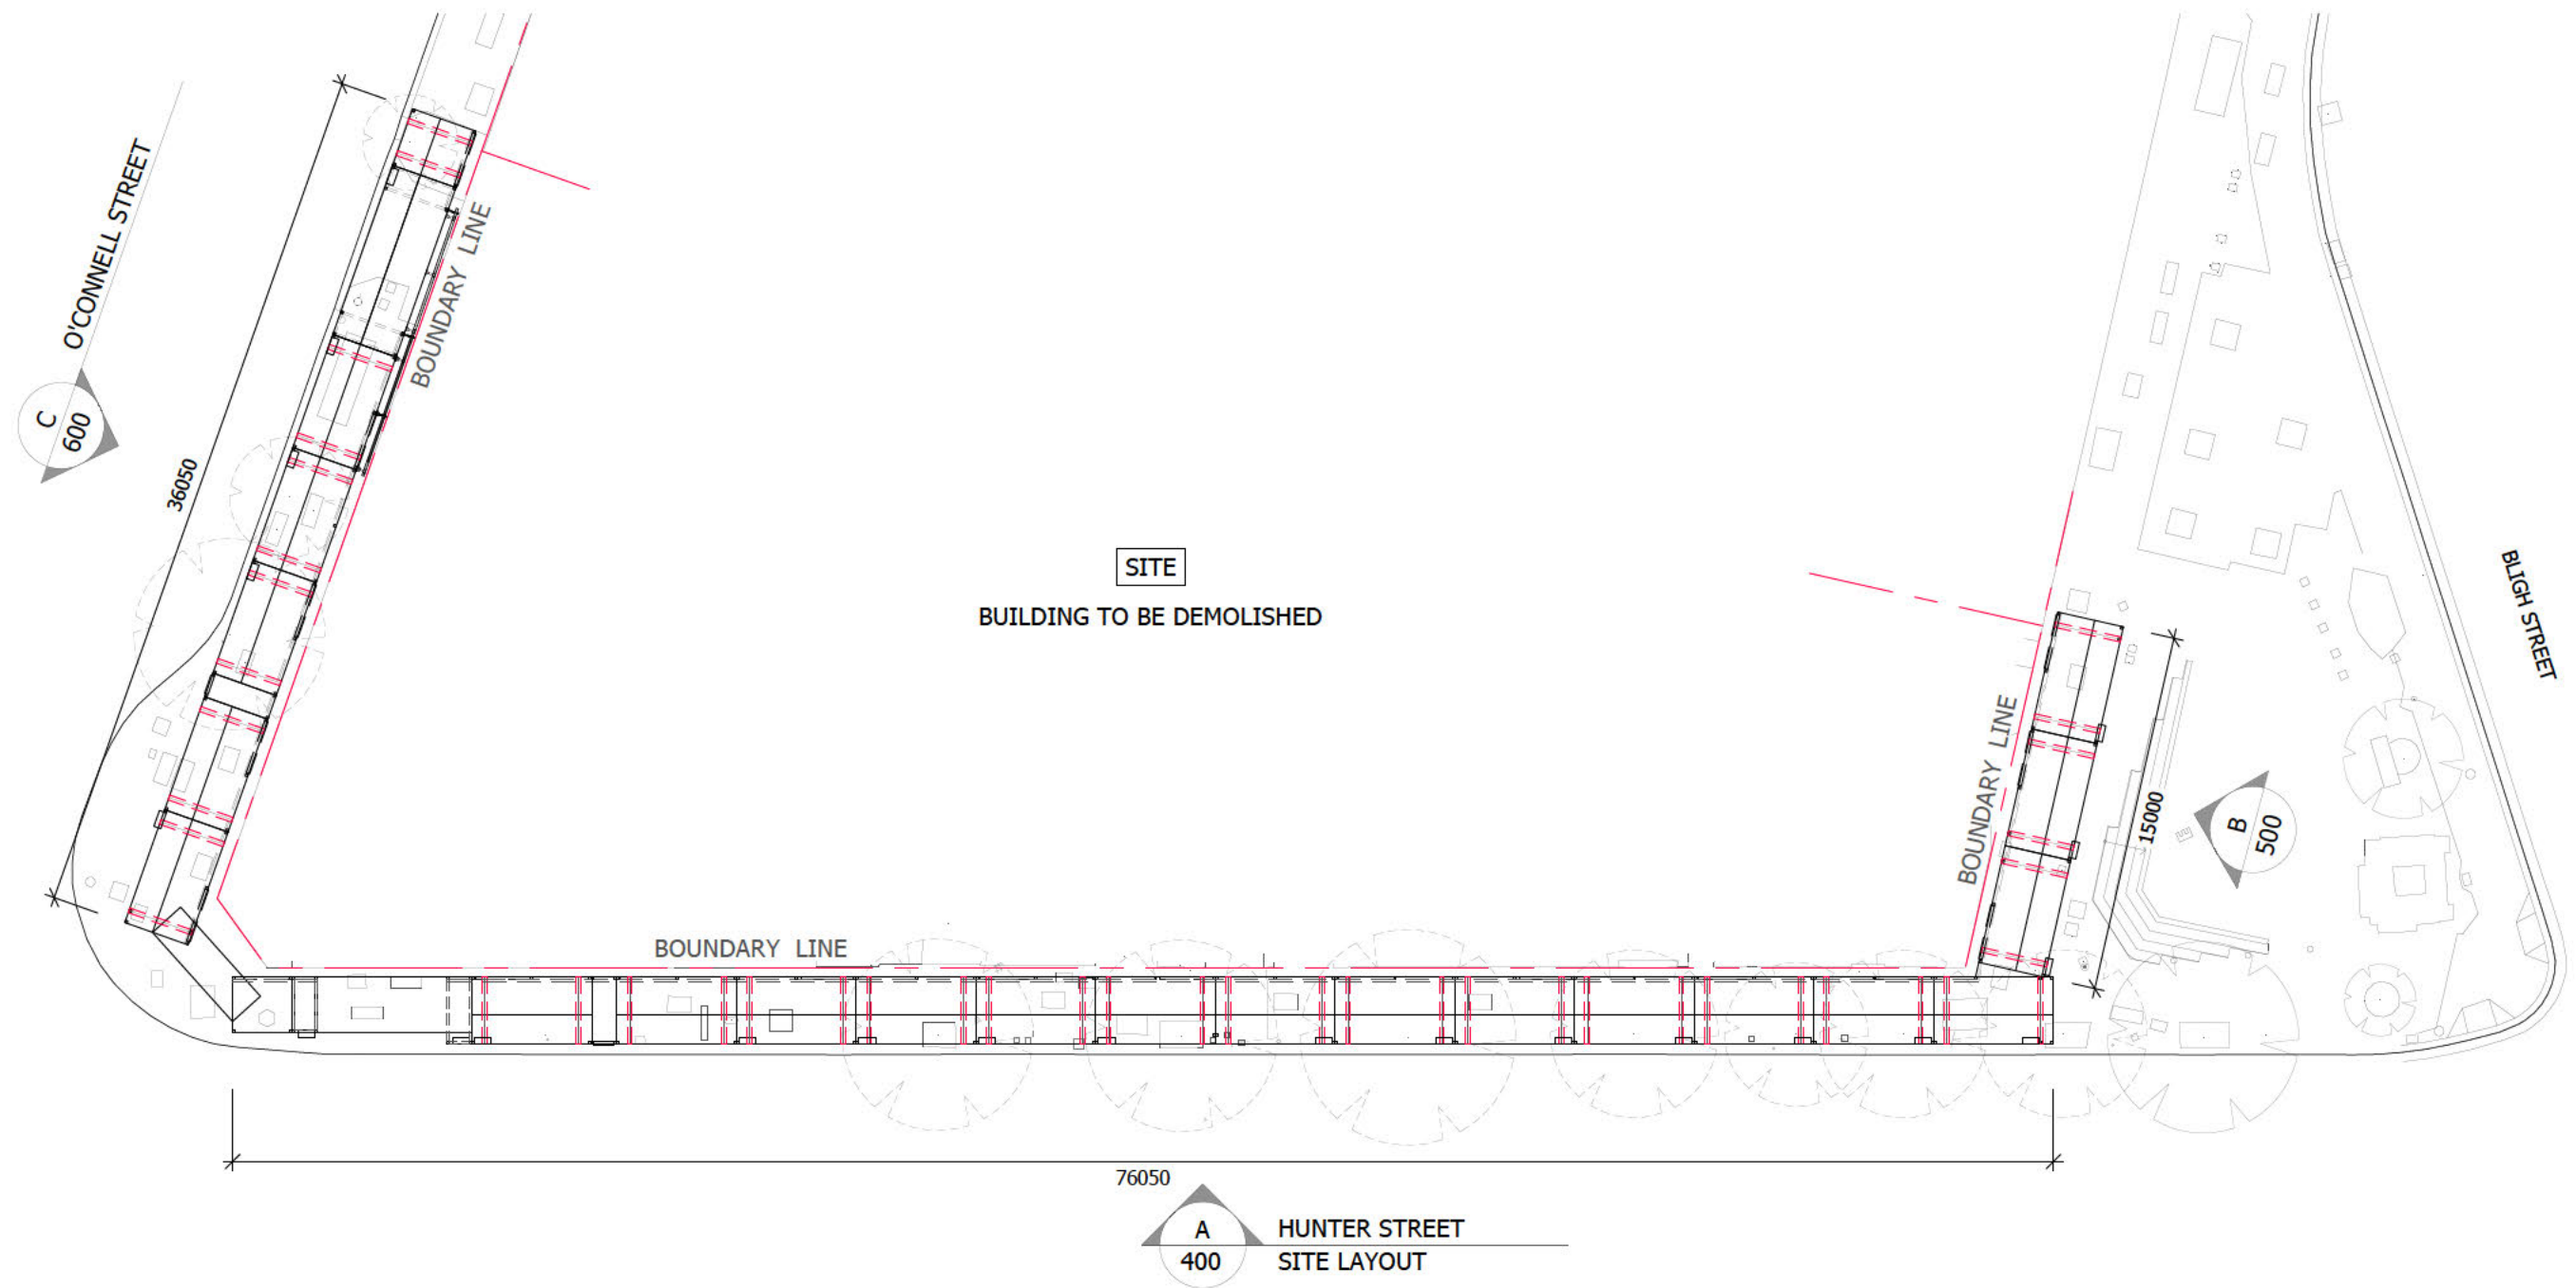 O'CONNELL STREET
BOUNDARY LINE
C
600
36050
SITE
BUILDING TO BE DEMOLISHED
BLIGH STREET
BOUNDARY LINE
15000
B
500
BOUNDARY LINE
76050
A
400
HUNTER STREET
SITE LAYOUT